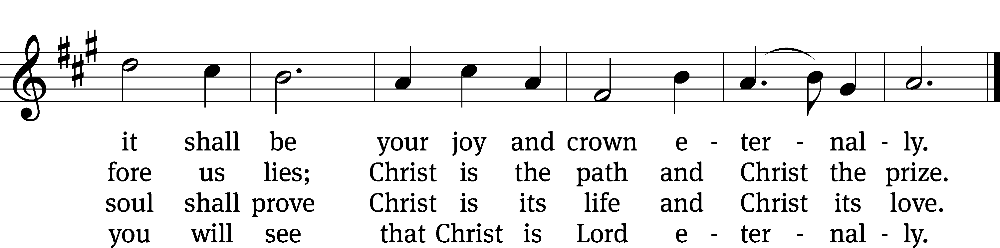 it shall be your joy and crown e - ter - nal - ly.
fore us lies; Christ is the path and Christ the prize.
soul shall prove Christ is its life and Christ its love.
you will see that Christ is Lord e - ter - nal - ly.